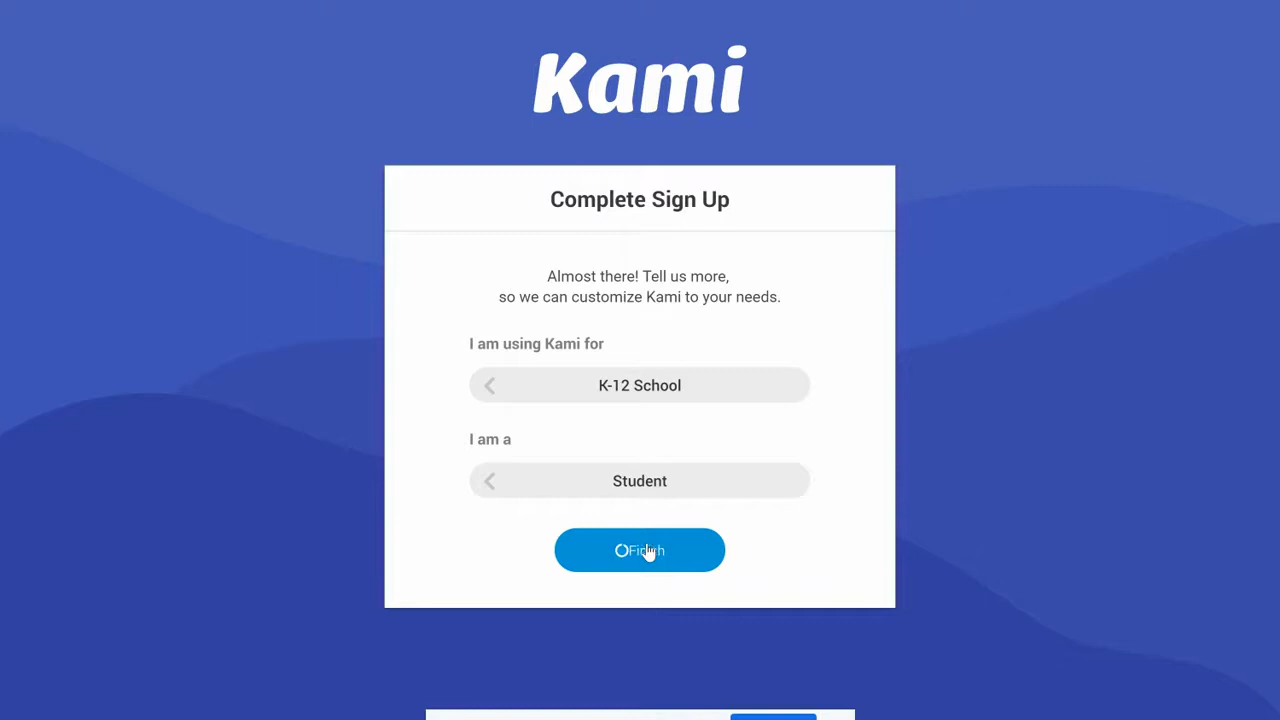 Kami
Complete Sign Up
Almost there! Tell us more,
so we can customize Kami to your needs.
I am using Kami for
K-12 School
I am a
Student
Finish